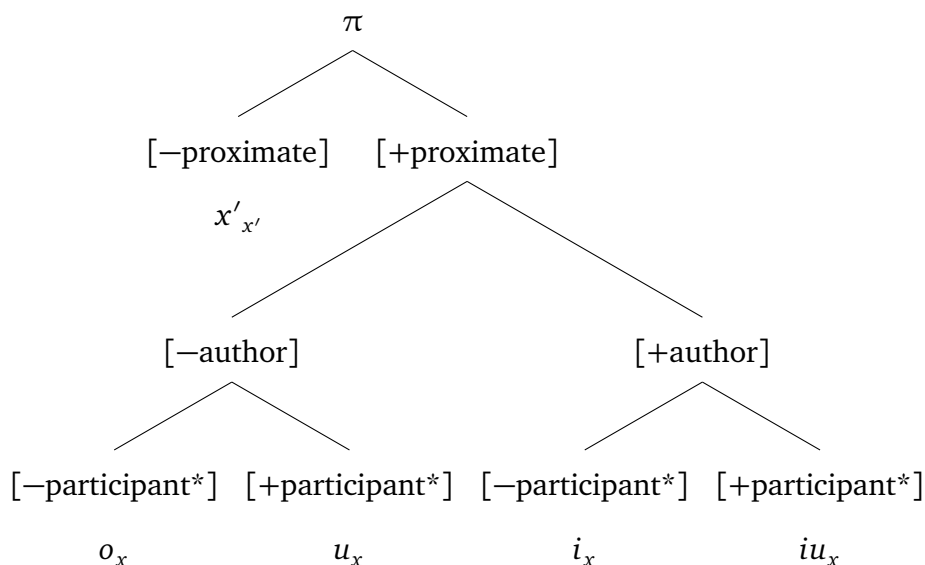 π
[−proximate] [+proximate]
x′ₓ′
[−author] [+author]
[−participant*] [+participant*] [−participant*] [+participant*]
oₓ uₓ iₓ iuₓ